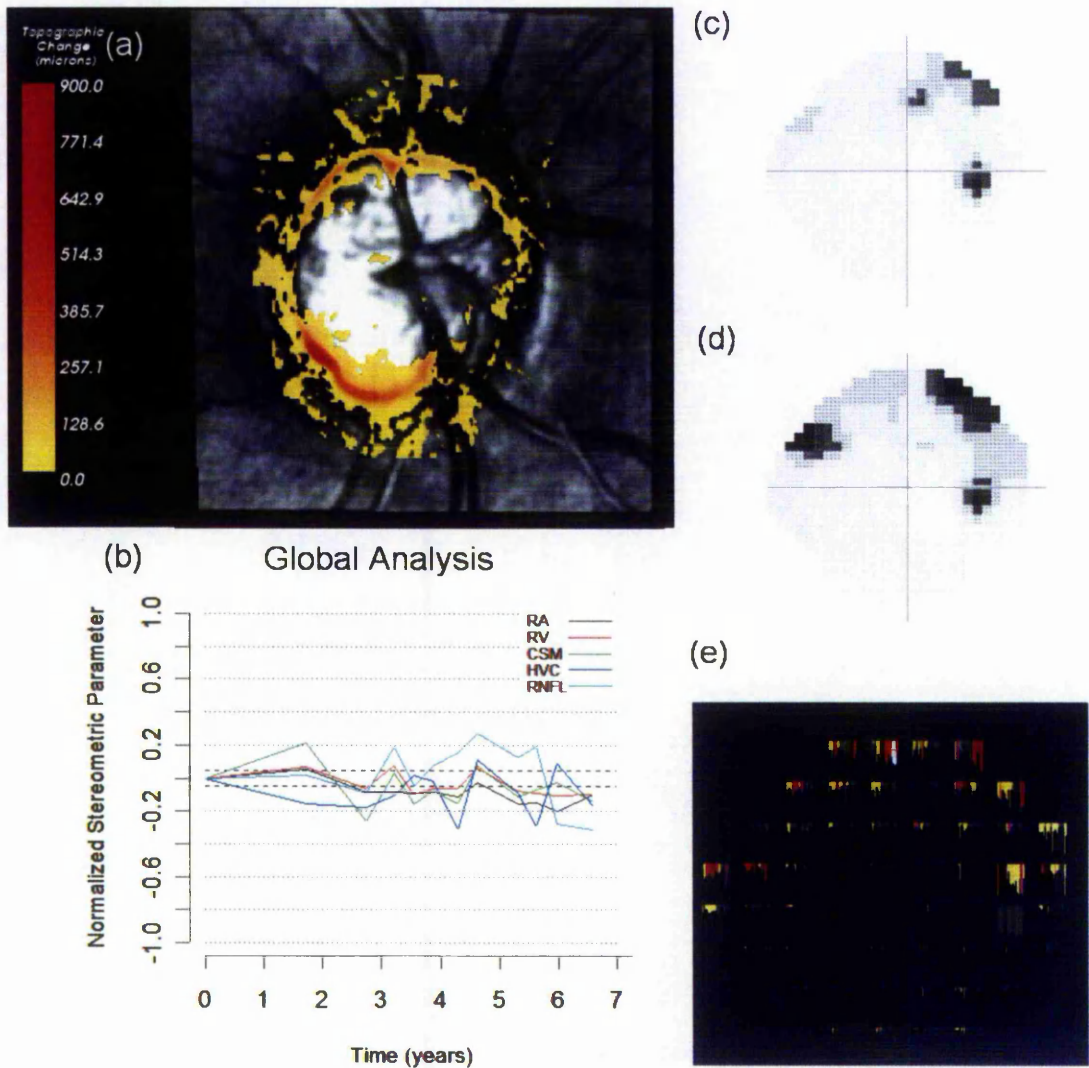 Topographic
Change
(microns)
(a)
900.0
771.4
642.9
514.3
385.7
257.1
128.6
0.0
(b)
Global Analysis
Normalized Stereometric Parameter
1.0
0.6
0.2
-0.2
-0.6
-1.0
RA
RV
CSM
HVC
RNFL
0 1 2 3 4 5 6 7
Time (years)
(c)
(d)
(e)